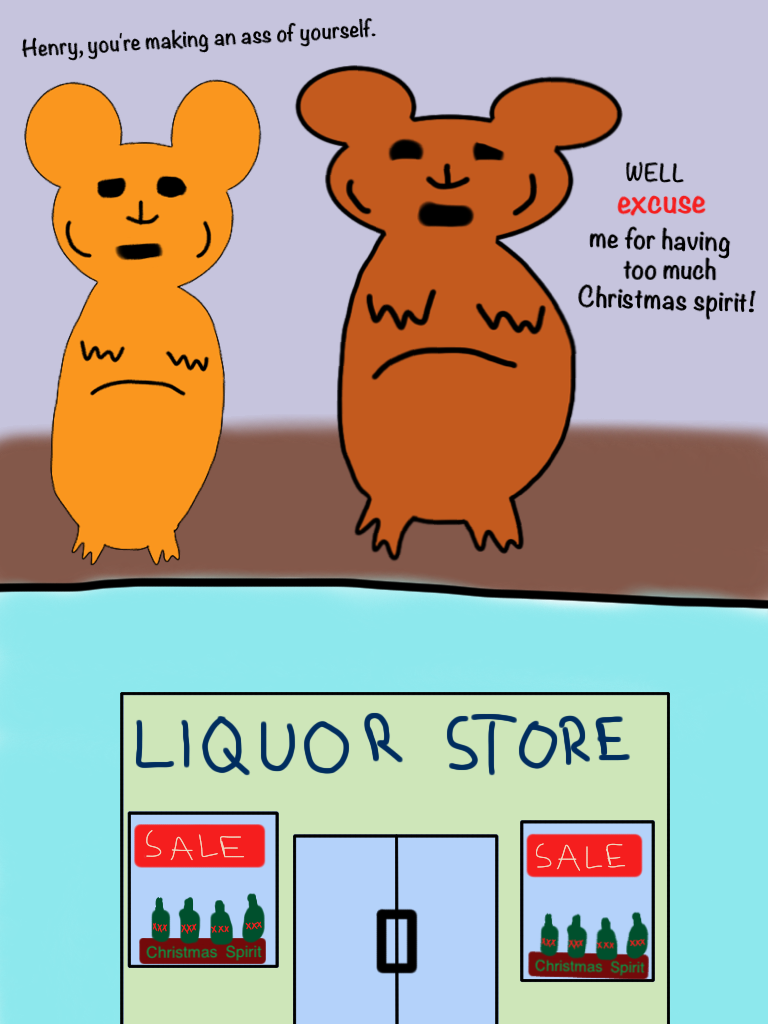 Henry, you're making an ass of yourself.
WELL
excuse
me for having
too much
Christmas spirit!
LIQUOR STORE
SALE
SALE
XXX XXX XXX XXX
XXX XXX XXX XXX
Christmas Spirit
Christmas Spirit